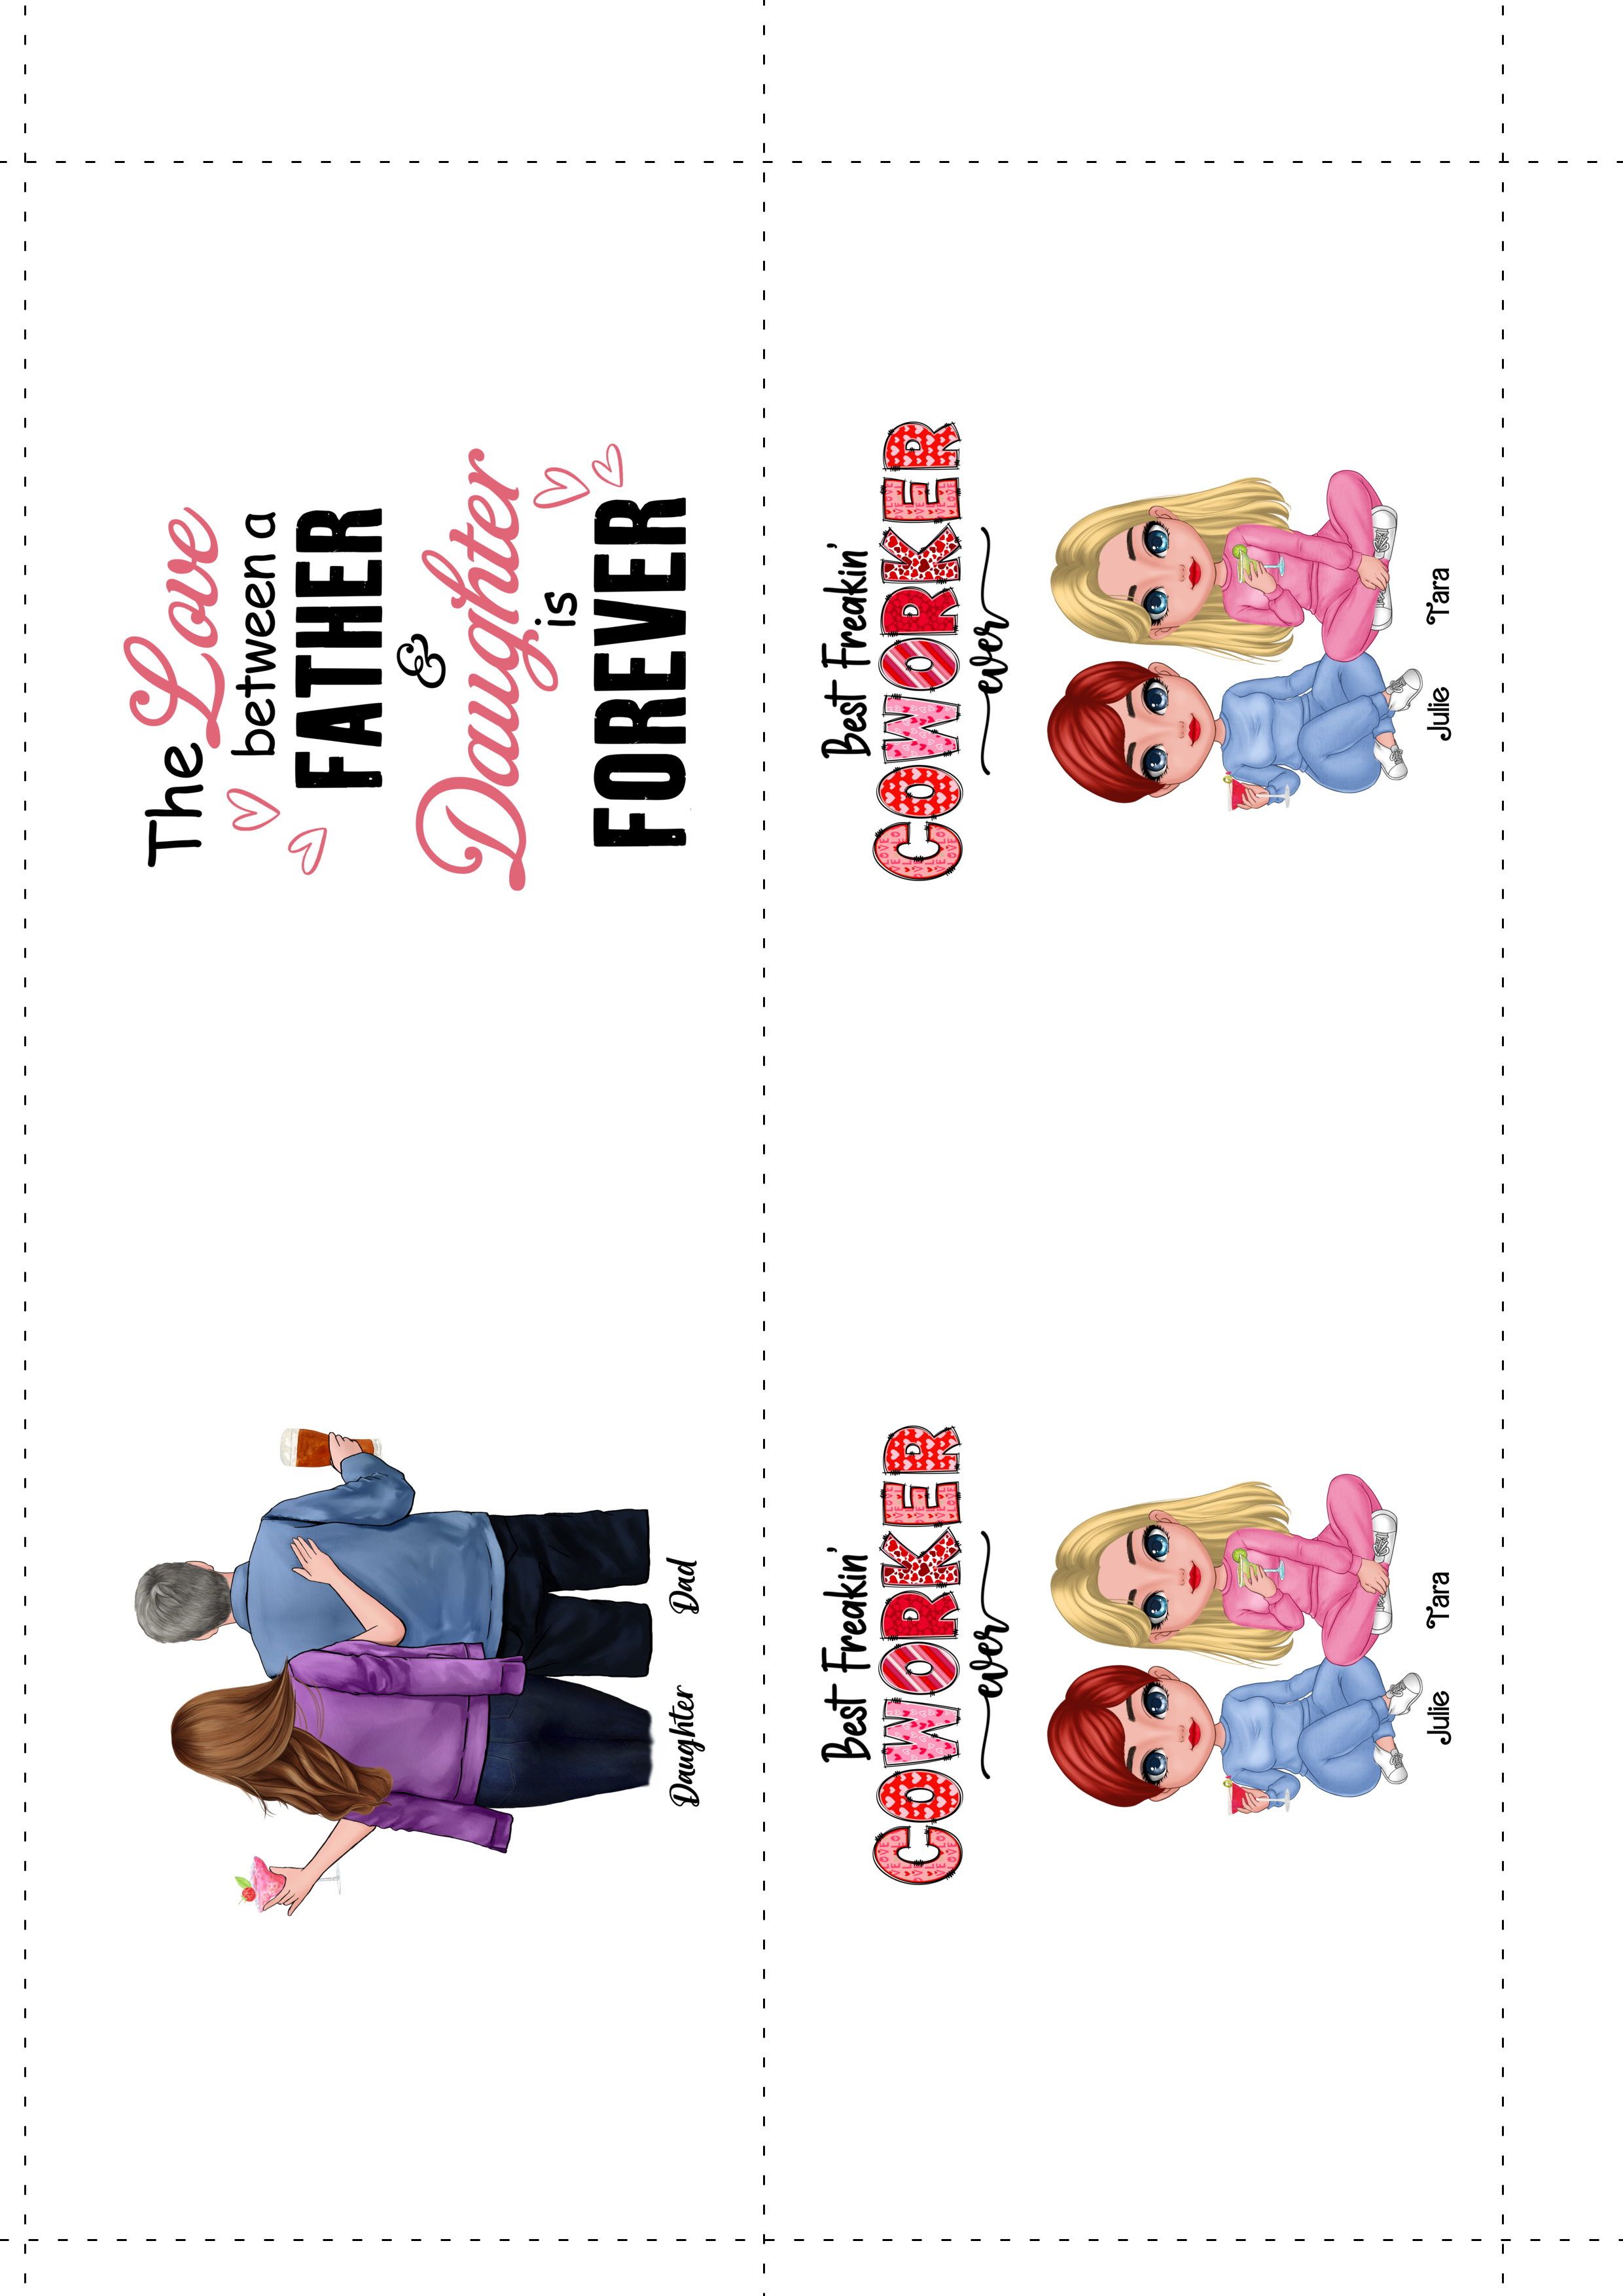 The Love
between a
FATHER
&
Daughter
is
FOREVER
Daughter Dad
Best Freakin'
COWORKER
ever
Julie Tara
Best Freakin'
COWORKER
ever
Julie Tara